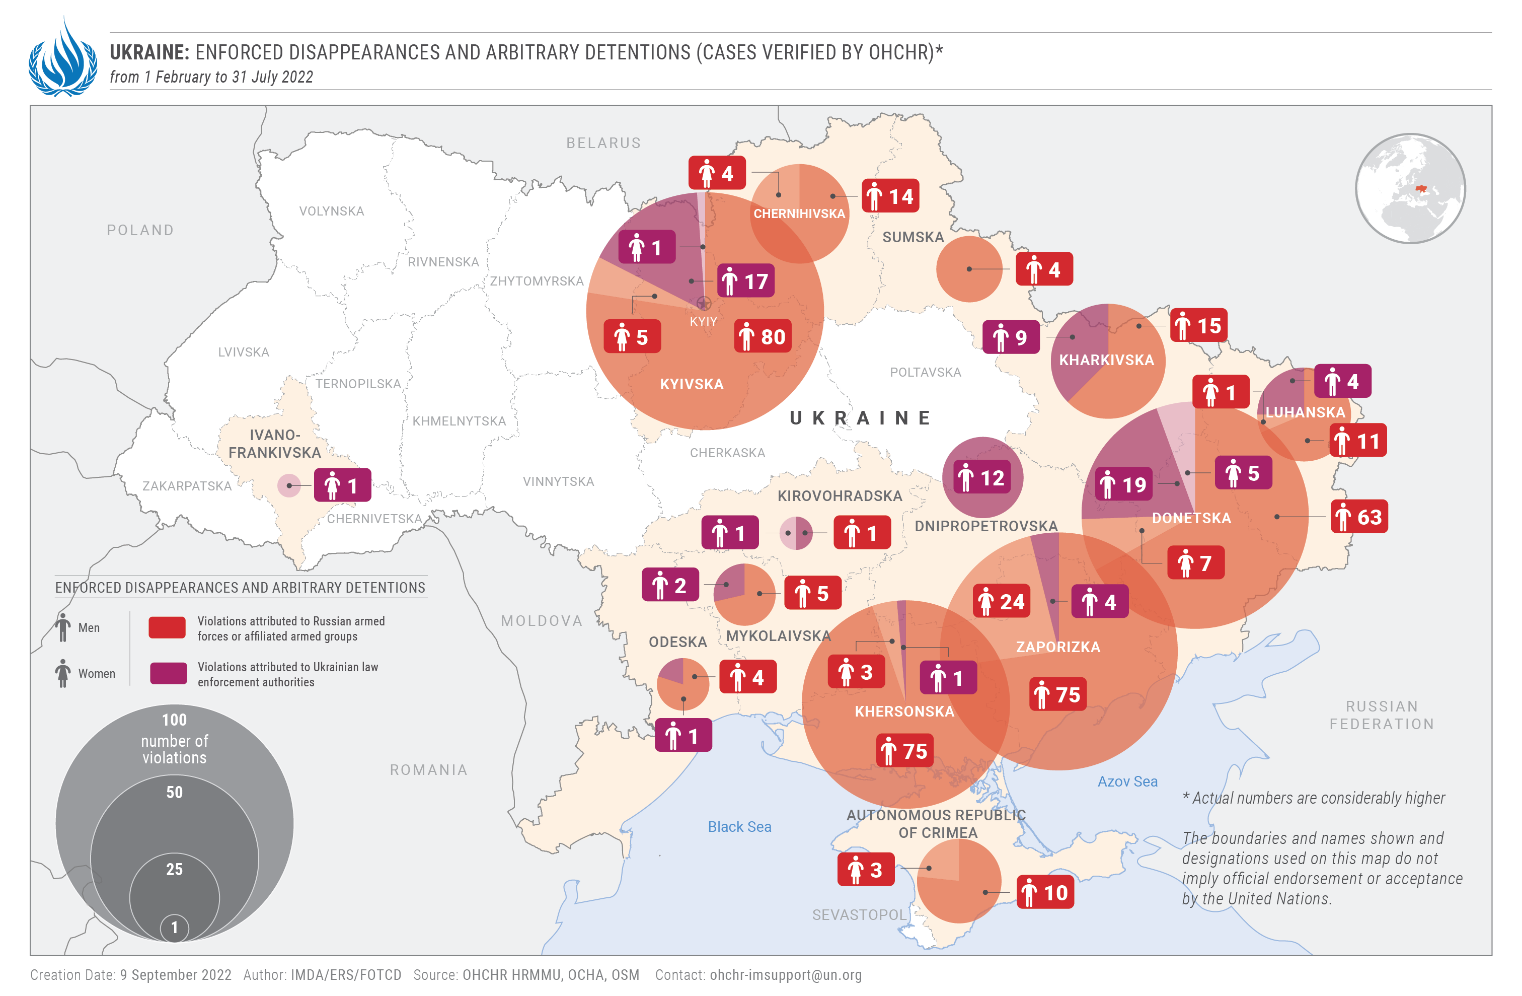 UKRAINE: ENFORCED DISAPPEARANCES AND ARBITRARY DETENTIONS (CASES VERIFIED BY OHCHR)*
from 1 February to 31 July 2022
BELARUS
POLAND
VOLYNSKA
RIVNENSKA
ZHYTOMYRSKA
4
CHERNIHIVSKA
14
SUMSKA
4
1
17
KYIV
5
80
KYIVSKA
9
15
KHARKIVSKA
LVIVSKA
TERNOPILSKA
KHMELNYTSKA
POLTAVSKA
UKRAINE
1
4
LUHANSKA
11
IVANO-
FRANKIVSKA
1
ZAKARPATSKA
CHERNIVETSKA
VINNYTSKA
CHERKASKA
KIROVOHRADSKA
1
1
12
DNIPROPETROVSKA
19
5
DONETSKA
63
7
2
5
MYKOLAIVSKA
ODESKA
4
1
24
4
ZAPORIZKA
75
3
1
KHERSONSKA
75
MOLDOVA
ROMANIA
RUSSIAN
FEDERATION
Azov Sea
Black Sea
AUTONOMOUS REPUBLIC
OF CRIMEA
3
10
SEVASTOPOL
ENFORCED DISAPPEARANCES AND ARBITRARY DETENTIONS
Men
Violations attributed to Russian armed
forces or affiliated armed groups
Women
Violations attributed to Ukrainian law
enforcement authorities
100
number of
violations
50
25
1
* Actual numbers are considerably higher
The boundaries and names shown and
designations used on this map do not
imply official endorsement or acceptance
by the United Nations.
Creation Date: 9 September 2022 Author: IMDA/ERS/FOTCD Source: OHCHR HRMMU, OCHA, OSM Contact: ohchr-imsupport@un.org